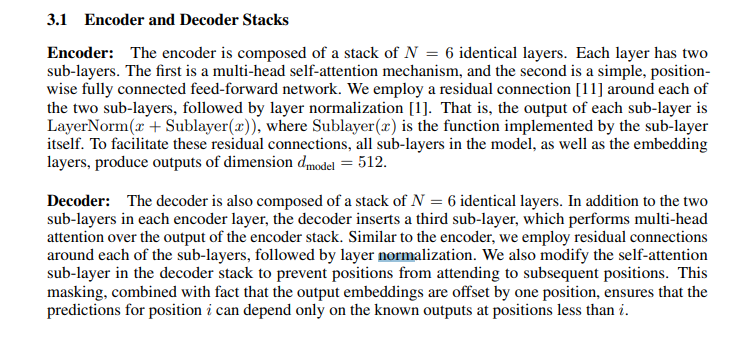 3.1 Encoder and Decoder Stacks
Encoder: The encoder is composed of a stack of N = 6 identical layers. Each layer has two
sub-layers. The first is a multi-head self-attention mechanism, and the second is a simple, position-
wise fully connected feed-forward network. We employ a residual connection [11] around each of
the two sub-layers, followed by layer normalization [1]. That is, the output of each sub-layer is
LayerNorm(x + Sublayer(x)), where Sublayer(x) is the function implemented by the sub-layer
itself. To facilitate these residual connections, all sub-layers in the model, as well as the embedding
layers, produce outputs of dimension dmodel = 512.
Decoder: The decoder is also composed of a stack of N = 6 identical layers. In addition to the two
sub-layers in each encoder layer, the decoder inserts a third sub-layer, which performs multi-head
attention over the output of the encoder stack. Similar to the encoder, we employ residual connections
around each of the sub-layers, followed by layer normalization. We also modify the self-attention
sub-layer in the decoder stack to prevent positions from attending to subsequent positions. This
masking, combined with fact that the output embeddings are offset by one position, ensures that the
predictions for position i can depend only on the known outputs at positions less than i.